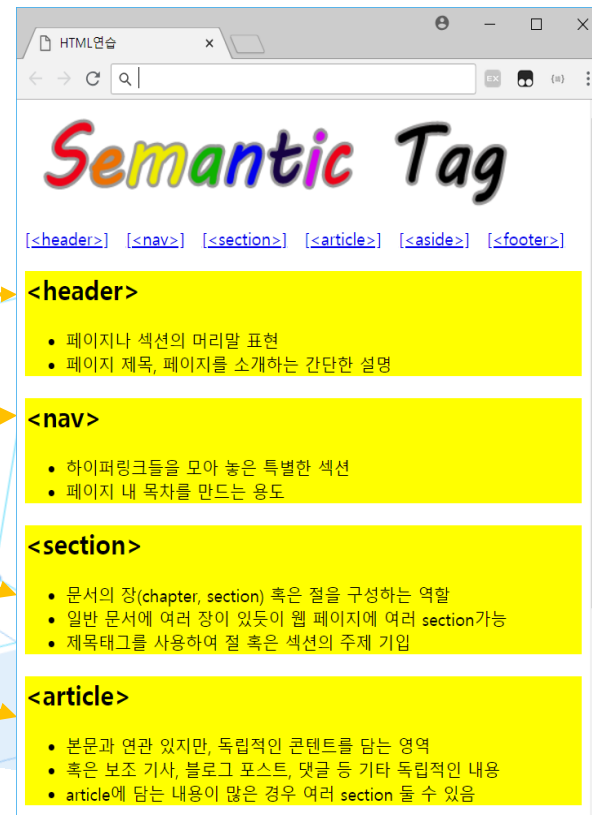 HTML연습
EX
Semantic Tag
[<header>] [<nav>] [<section>] [<article>] [<aside>] [<footer>]
<header>
• 페이지나 섹션의 머리말 표현
• 페이지 제목, 페이지를 소개하는 간단한 설명
<nav>
• 하이퍼링크들을 모아 놓은 특별한 섹션
• 페이지 내 목차를 만드는 용도
<section>
• 문서의 장(chapter, section) 혹은 절을 구성하는 역할
• 일반 문서에 여러 장이 있듯이 웹 페이지에 여러 section가능
• 제목태그를 사용하여 절 혹은 섹션의 주제 기입
<article>
• 본문과 연관 있지만, 독립적인 콘텐트를 담는 영역
• 혹은 보조 기사, 블로그 포스트, 댓글 등 기타 독립적인 내용
• article에 담는 내용이 많은 경우 여러 section 둘 수 있음